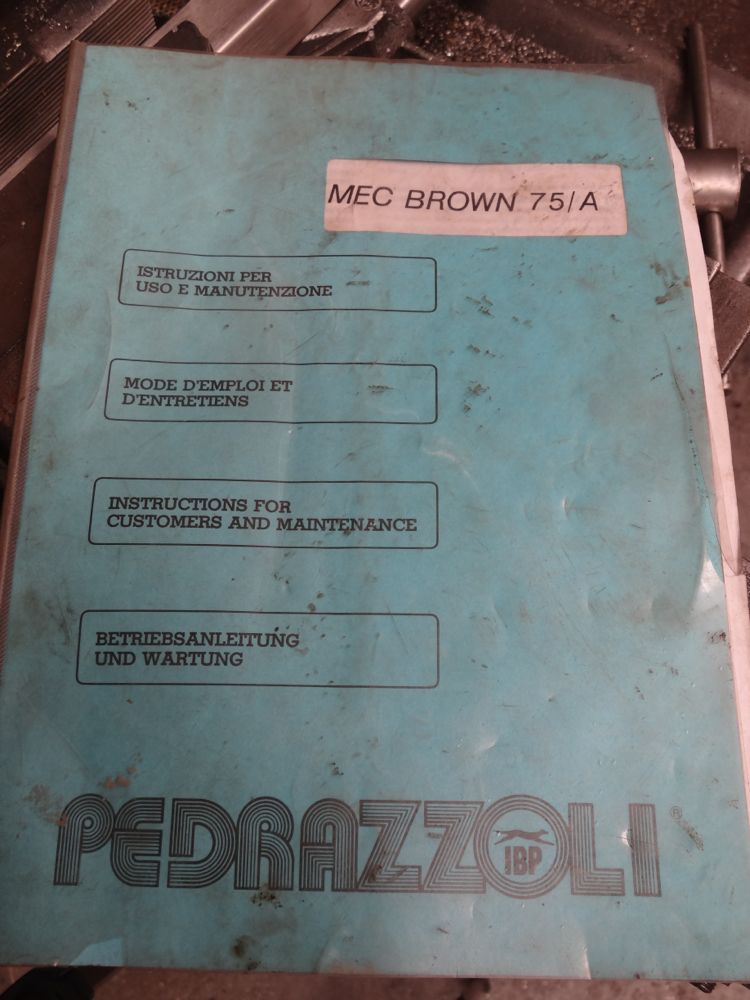 MEC BROWN 75/A
ISTRUZIONI PER
USO E MANUTENZIONE
MODE D'EMPLOI ET
D'ENTRETIENS
INSTRUCTIONS FOR
CUSTOMERS AND MAINTENANCE
BETRIEBSANLEITUNG
UND WARTUNG
PEDRAZZOLI ®
IBP